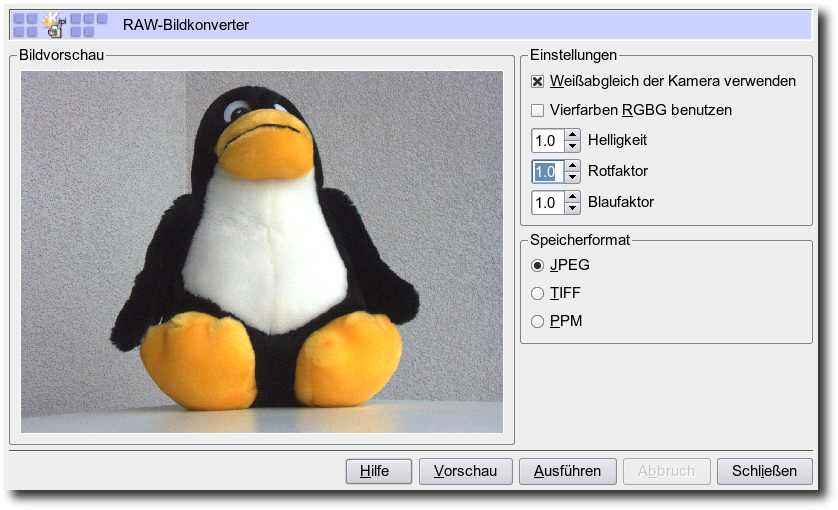 RAW-Bildkonverter
Bildvorschau
Einstellungen
Weißabgleich der Kamera verwenden
Vierfarben RGBG benutzen
1.0 Helligkeit
1.0 Rotfaktor
1.0 Blaufaktor
Speicherformat
JPEG
TIFF
PPM
Hilfe Vorschau Ausführen Abbruch Schließen